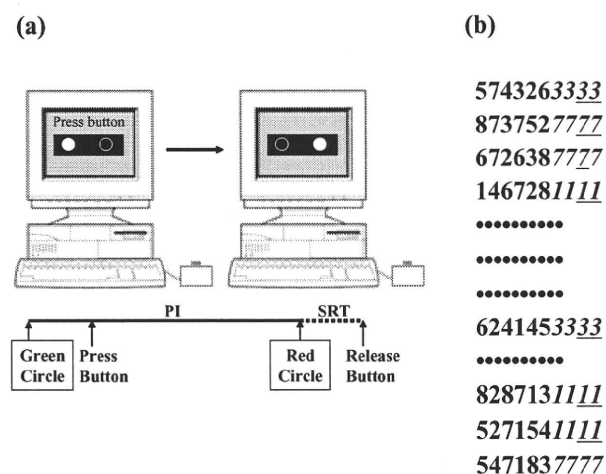 (a)
Press button
PI
SRT
Green Circle
Press Button
Red Circle
Release Button
(b)
5743263333
8737527777
6726387777
1467281111
••••••••••
••••••••••
••••••••••
6241453333
••••••••••
8287131111
5271541111
5471837777